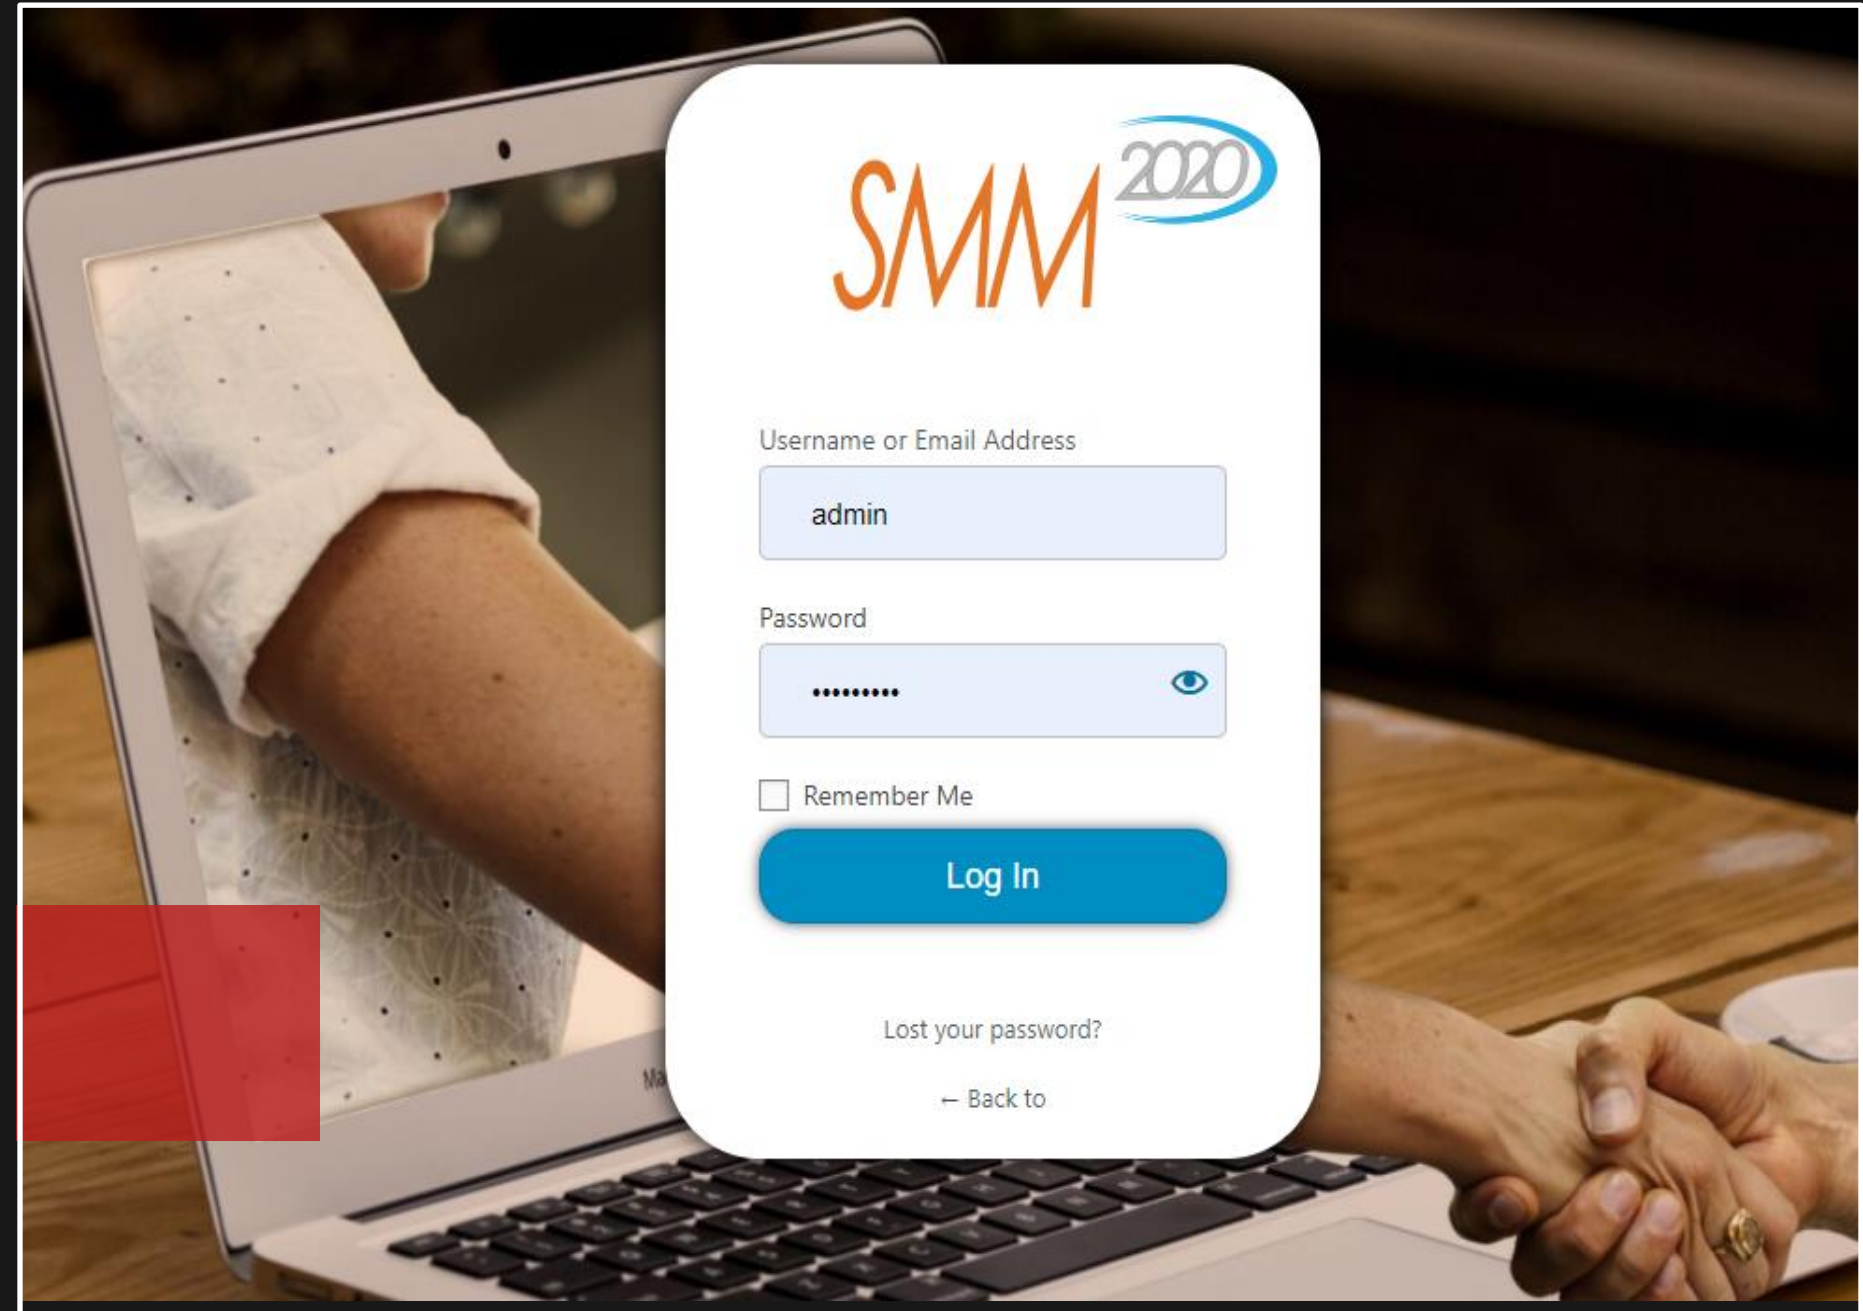 SMM 2020
Username or Email Address
admin
Password
•••••••••
Remember Me
Log In
Lost your password?
← Back to